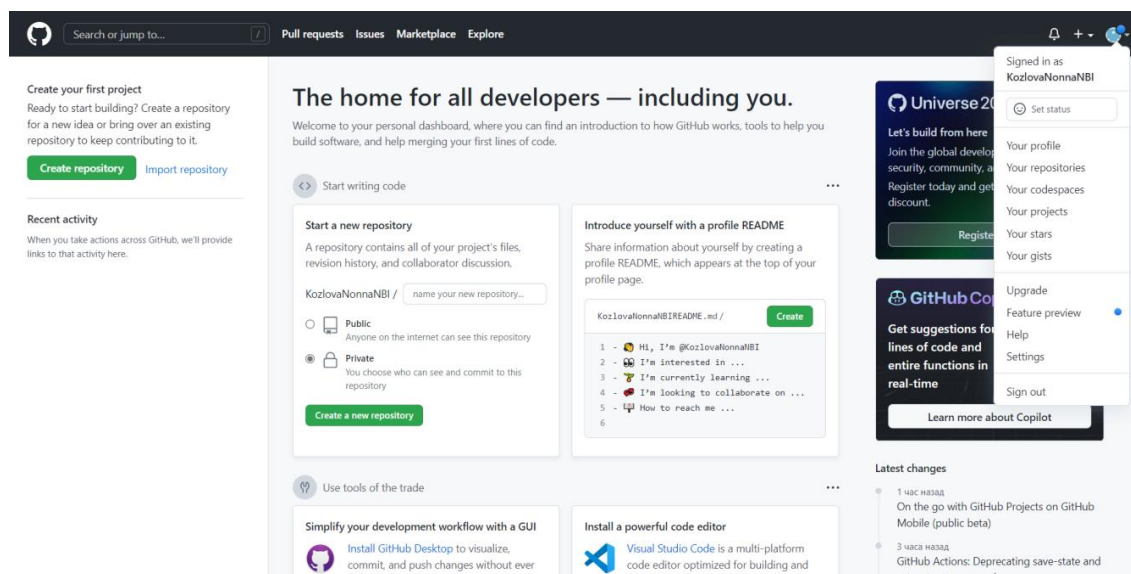 Search or jump to...
/
Pull requests Issues Marketplace Explore
Signed in as
KozlovaNonnaNBI
Set status
Your profile
Your repositories
Your codespaces
Your projects
Your stars
Your gists
Upgrade
Feature preview
Help
Settings
Sign out
Create your first project
Ready to start building? Create a repository
for a new idea or bring over an existing
repository to keep contributing to it.
Create repository
Import repository
Recent activity
When you take actions across GitHub, we'll provide
links to that activity here.
The home for all developers — including you.
Welcome to your personal dashboard, where you can find an introduction to how GitHub works, tools to help you
build software, and help merging your first lines of code.
Start writing code
Start a new repository
A repository contains all of your project's files,
revision history, and collaborator discussion.
KozlovaNonnaNBI /
name your new repository...
Public
Anyone on the internet can see this repository
Private
You choose who can see and commit to this
repository
Create a new repository
Introduce yourself with a profile README
Share information about yourself by creating a
profile README, which appears at the top of your
profile page.
KozlovaNonnaNBIREADME.md /
Create
1 - 👋 Hi, I'm @KozlovaNonnaNBI
2 - 👀 I'm interested in ...
3 - 🌱 I'm currently learning ...
4 - 💞️ I'm looking to collaborate on ...
5 - 📫 How to reach me ...
6
Use tools of the trade
Simplify your development workflow with a GUI
Install GitHub Desktop to visualize,
commit, and push changes without ever
Install a powerful code editor
Visual Studio Code is a multi-platform
code editor optimized for building and
Universe 20
Let's build from here
Join the global develop
security, community, a
Register today and get
discount.
Registe
GitHub Co
Get suggestions fo
lines of code and
entire functions in
real-time
Learn more about Copilot
Latest changes
1 час назад
On the go with GitHub Projects on GitHub
Mobile (public beta)
3 часа назад
GitHub Actions: Deprecating save-state and